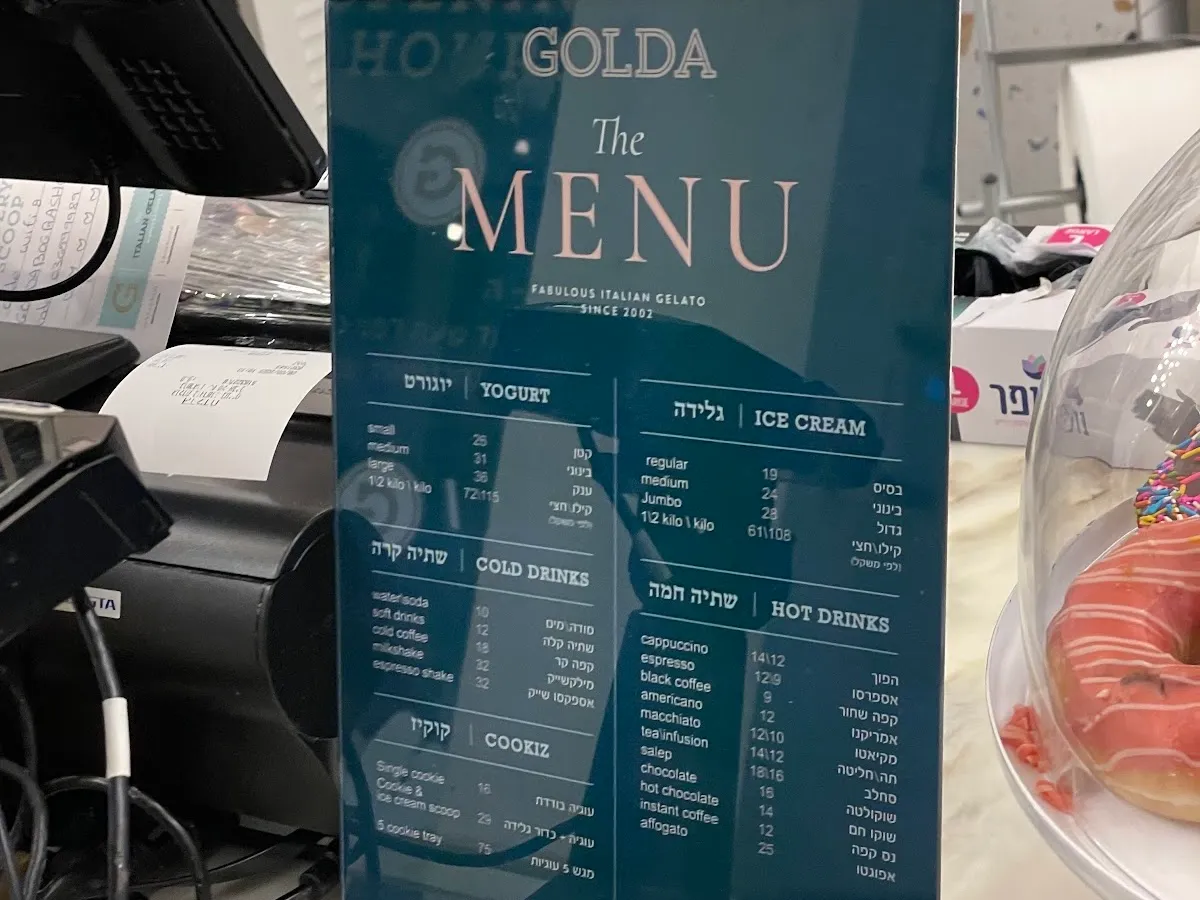 GOLDA
The
MENU
FABULOUS ITALIAN GELATO
SINCE 2002
יוגורט | YOGURT
small 26 קטן
medium 31 בינוני
large 36 ענק
1\2 kilo \ kilo 72\115 קילו\חצי
(לפי משקל)
שתיה קרה | COLD DRINKS
water\soda 10 סודה\מים
soft drinks 12 שתיה קלה
cold coffee 18 קפה קר
milkshake 32 מילקשייק
espresso shake 32 אספקסו שייק
קוקיז | COOKIZ
Single cookie 16 עוגיה בודדת
Cookie &
ice cream scoop 29 עוגיה + כדור גלידה
5 cookie tray 75 מגש 5 עוגיות
גלידה | ICE CREAM
regular 19 בסיס
medium 24 בינוני
Jumbo 28 גדול
1\2 kilo \ kilo 61\108 קילו\חצי
(לפי משקל)
שתיה חמה | HOT DRINKS
cappuccino 14\12 הפוך
espresso 12\9 אספרסו
black coffee 9 קפה שחור
americano 12 אמריקנו
macchiato 12\10 מקיאטו
tea\infusion 14\12 תה\חליטה
salep 18\16 סחלב
chocolate 16 שוקולטה
hot chocolate 14 שוקו חם
instant coffee 12 נס קפה
affogato 25 אפוגטו
ITALIAN GELA
G